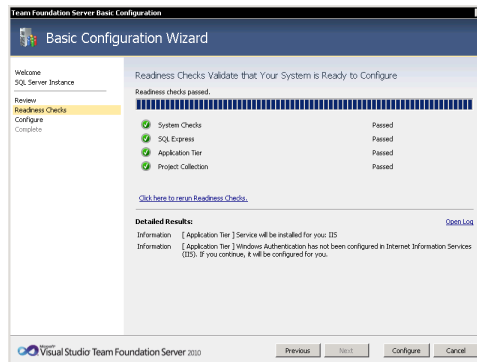 Team Foundation Server Basic Configuration
Basic Configuration Wizard
Welcome
SQL Server Instance
Review
Readiness Checks
Configure
Complete
Readiness Checks Validate that Your System is Ready to Configure
Readiness checks passed.
System Checks Passed
SQL Express Passed
Application Tier Passed
Project Collection Passed
Click here to rerun Readiness Checks.
Detailed Results: Open Log
Information [ Application Tier ] Service will be installed for you: IIS
Information [ Application Tier ] Windows Authentication has not been configured in Internet Information Services
(IIS). If you continue, it will be configured for you.
Microsoft
Visual Studio Team Foundation Server 2010
Previous Next Configure Cancel